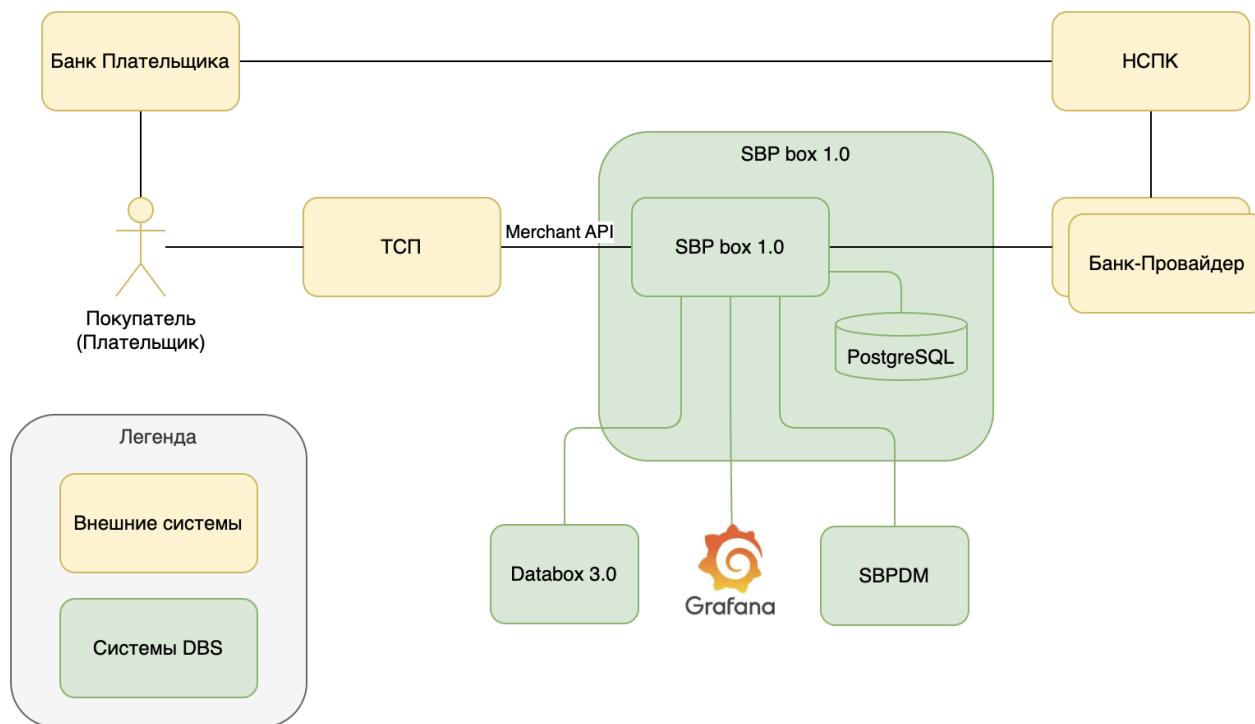 Банк Плательщика
НСПК
SBP box 1.0
ТСП
Merchant API
SBP box 1.0
Банк-Провайдер
Покупатель
(Плательщик)
PostgreSQL
Легенда
Внешние системы
Databox 3.0
Grafana
SBPDM
Системы DBS